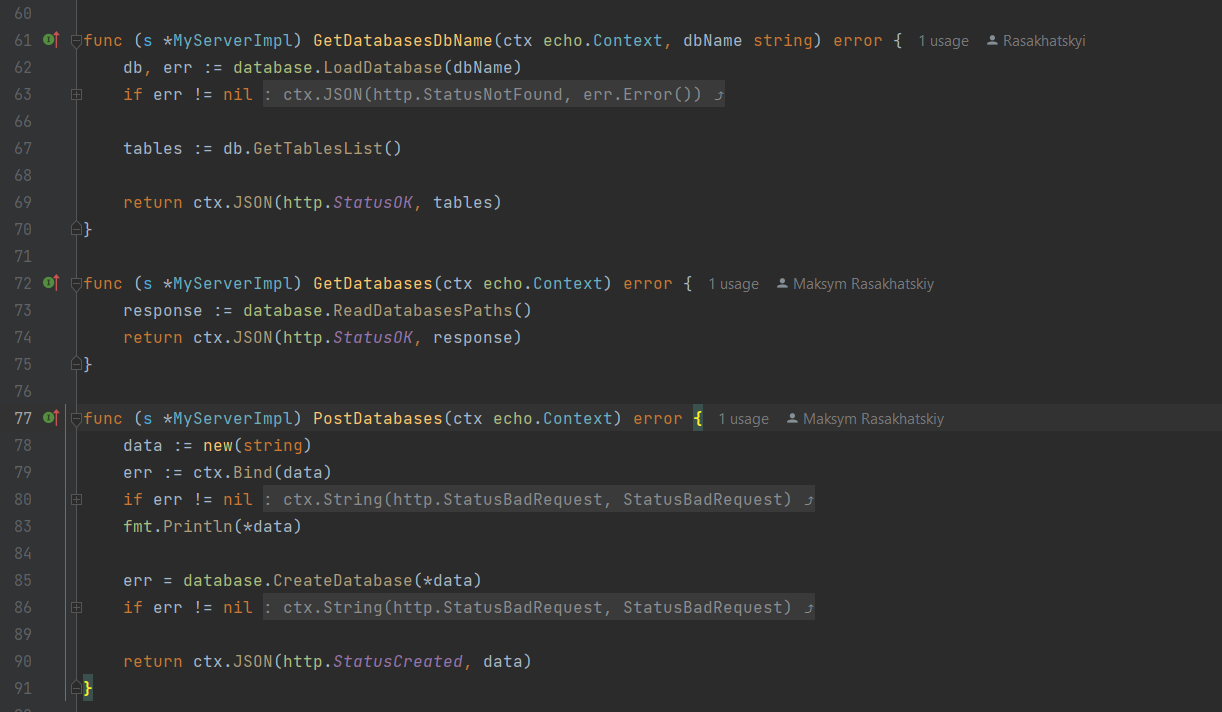 60
61 func (s *MyServerImpl) GetDatabasesDbName(ctx echo.Context, dbName string) error { 1 usage Rasakhatskyi
62 db, err := database.LoadDatabase(dbName)
63 if err != nil : ctx.JSON(http.StatusNotFound, err.Error()) ⤴
66
67 tables := db.GetTablesList()
68
69 return ctx.JSON(http.StatusOK, tables)
70 }
71
72 func (s *MyServerImpl) GetDatabases(ctx echo.Context) error { 1 usage Maksym Rasakhatskiy
73 response := database.ReadDatabasesPaths()
74 return ctx.JSON(http.StatusOK, response)
75 }
76
77 func (s *MyServerImpl) PostDatabases(ctx echo.Context) error { 1 usage Maksym Rasakhatskiy
78 data := new(string)
79 err := ctx.Bind(data)
80 if err != nil : ctx.String(http.StatusBadRequest, StatusBadRequest) ⤴
83 fmt.Println(*data)
84
85 err = database.CreateDatabase(*data)
86 if err != nil : ctx.String(http.StatusBadRequest, StatusBadRequest) ⤴
89
90 return ctx.JSON(http.StatusCreated, data)
91 }